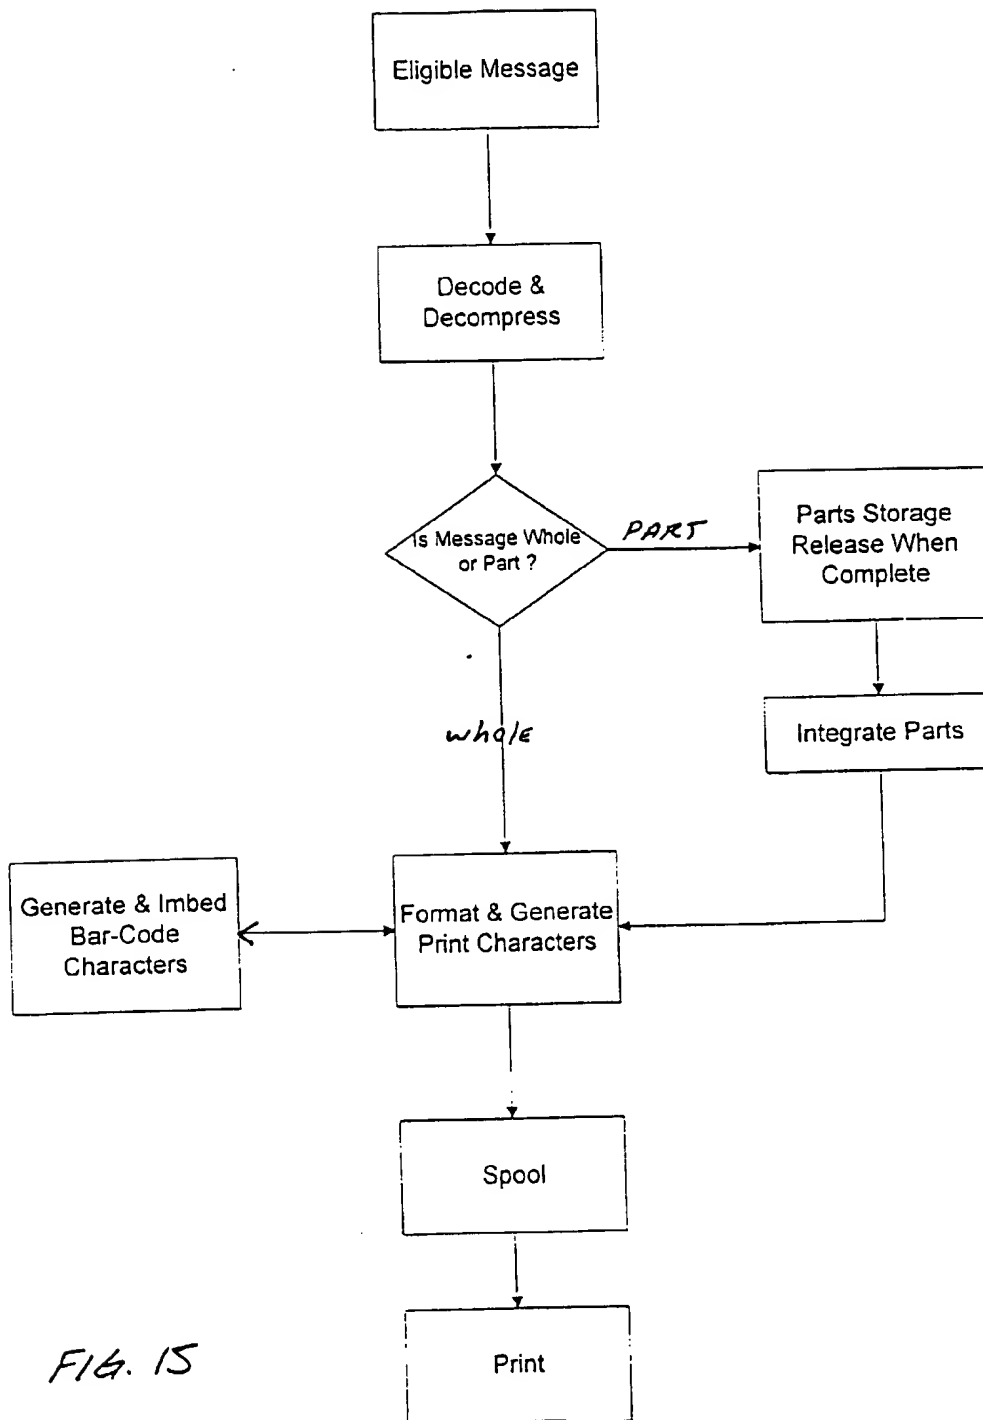 Eligible Message
Decode &
Decompress
Is Message Whole
or Part ?
PART
Parts Storage
Release When
Complete
Integrate Parts
whole
Generate & Imbed
Bar-Code
Characters
Format & Generate
Print Characters
Spool
Print
FIG. 15